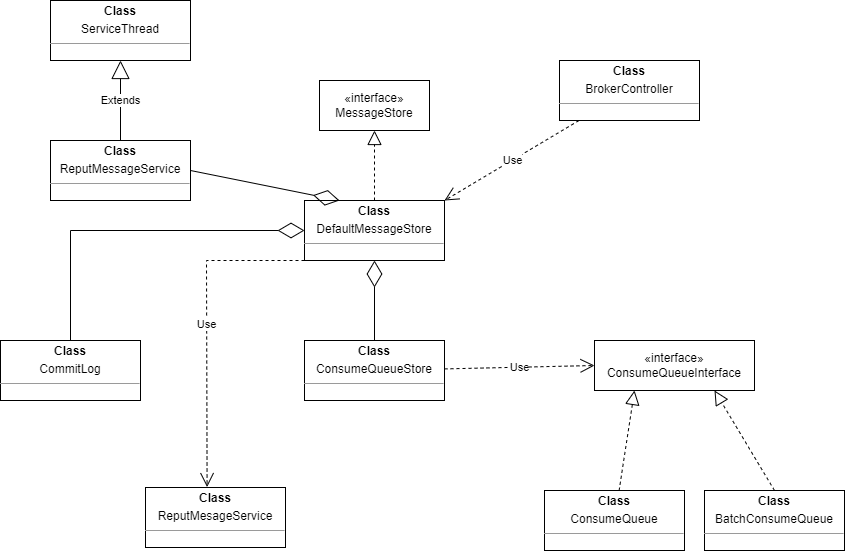 Class
ServiceThread
Extends
Class
ReputMessageService
«interface»
MessageStore
Class
BrokerController
Use
Class
DefaultMessageStore
Use
Class
CommitLog
Class
ConsumeQueueStore
Use
«interface»
ConsumeQueueInterface
Class
ReputMesageService
Class
ConsumeQueue
Class
BatchConsumeQueue